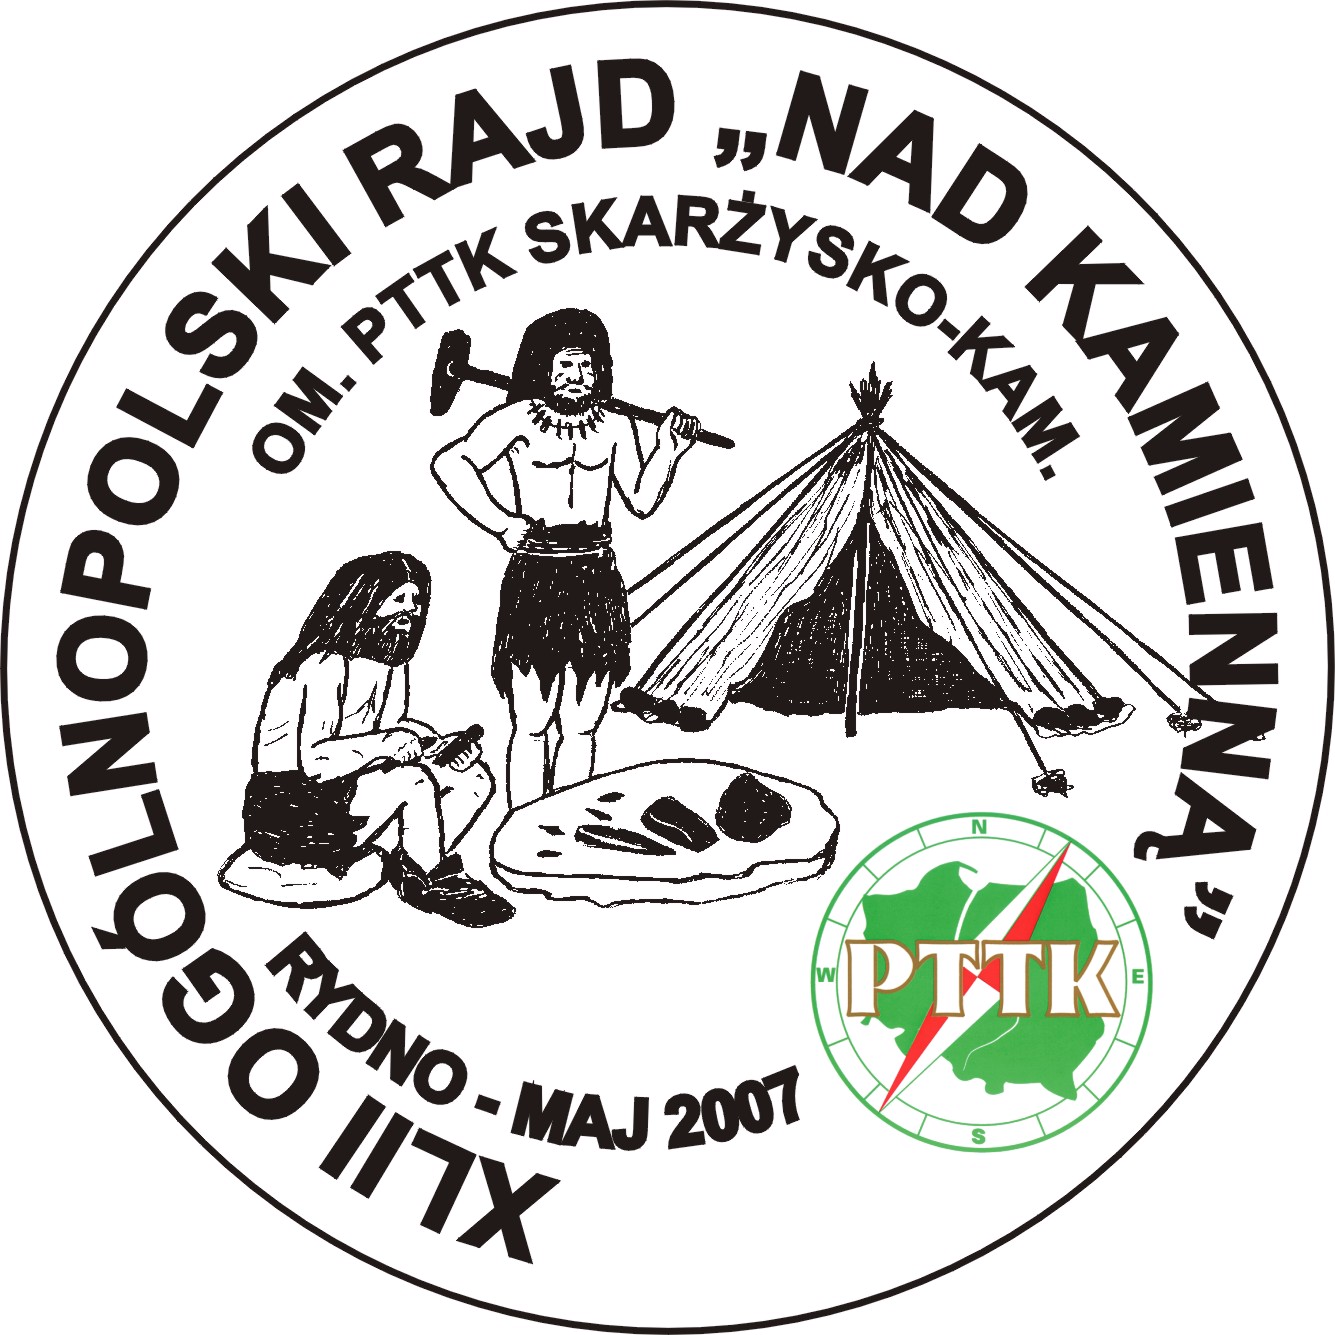 XLII OGÓLNOPOLSKI RAJD „NAD KAMIENNĄ”
OM. PTTK SKARŻYSKO-KAM.
RYDNO - MAJ 2007
N
W
PTTK
E
S